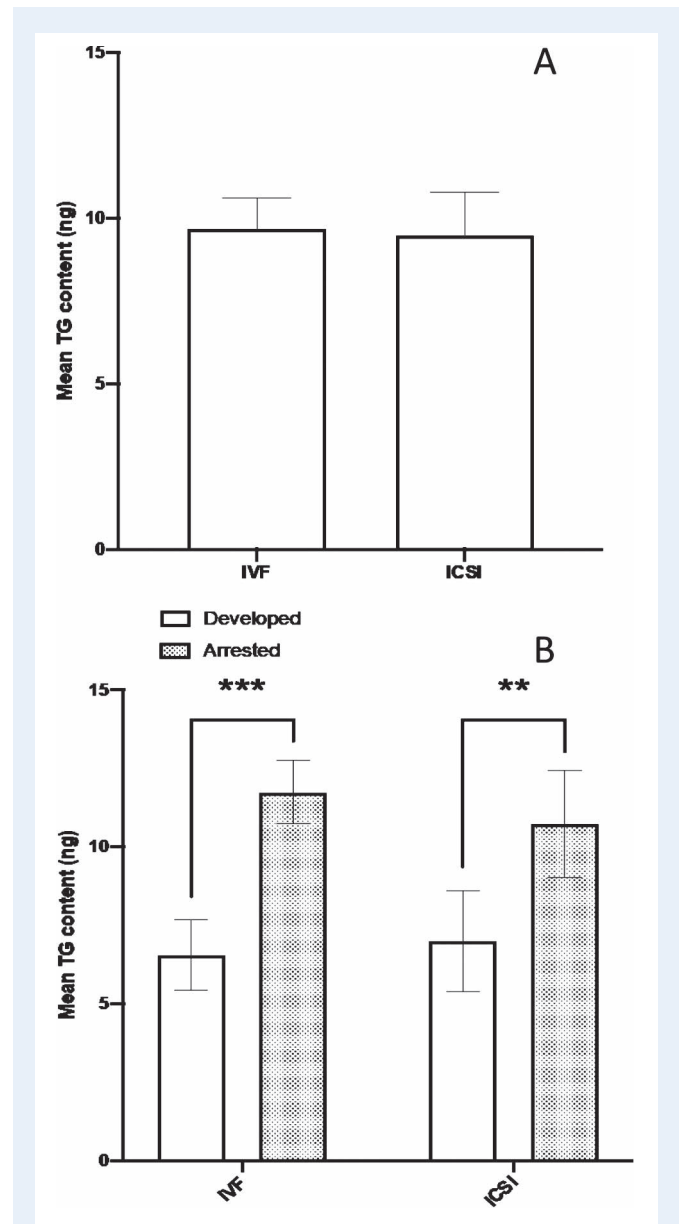 A
15
10
5
0
Mean TG content (ng)
IVF ICSI
Developed
Arrested
B
15
10
5
0
Mean TG content (ng)
*** **
IVF ICSI